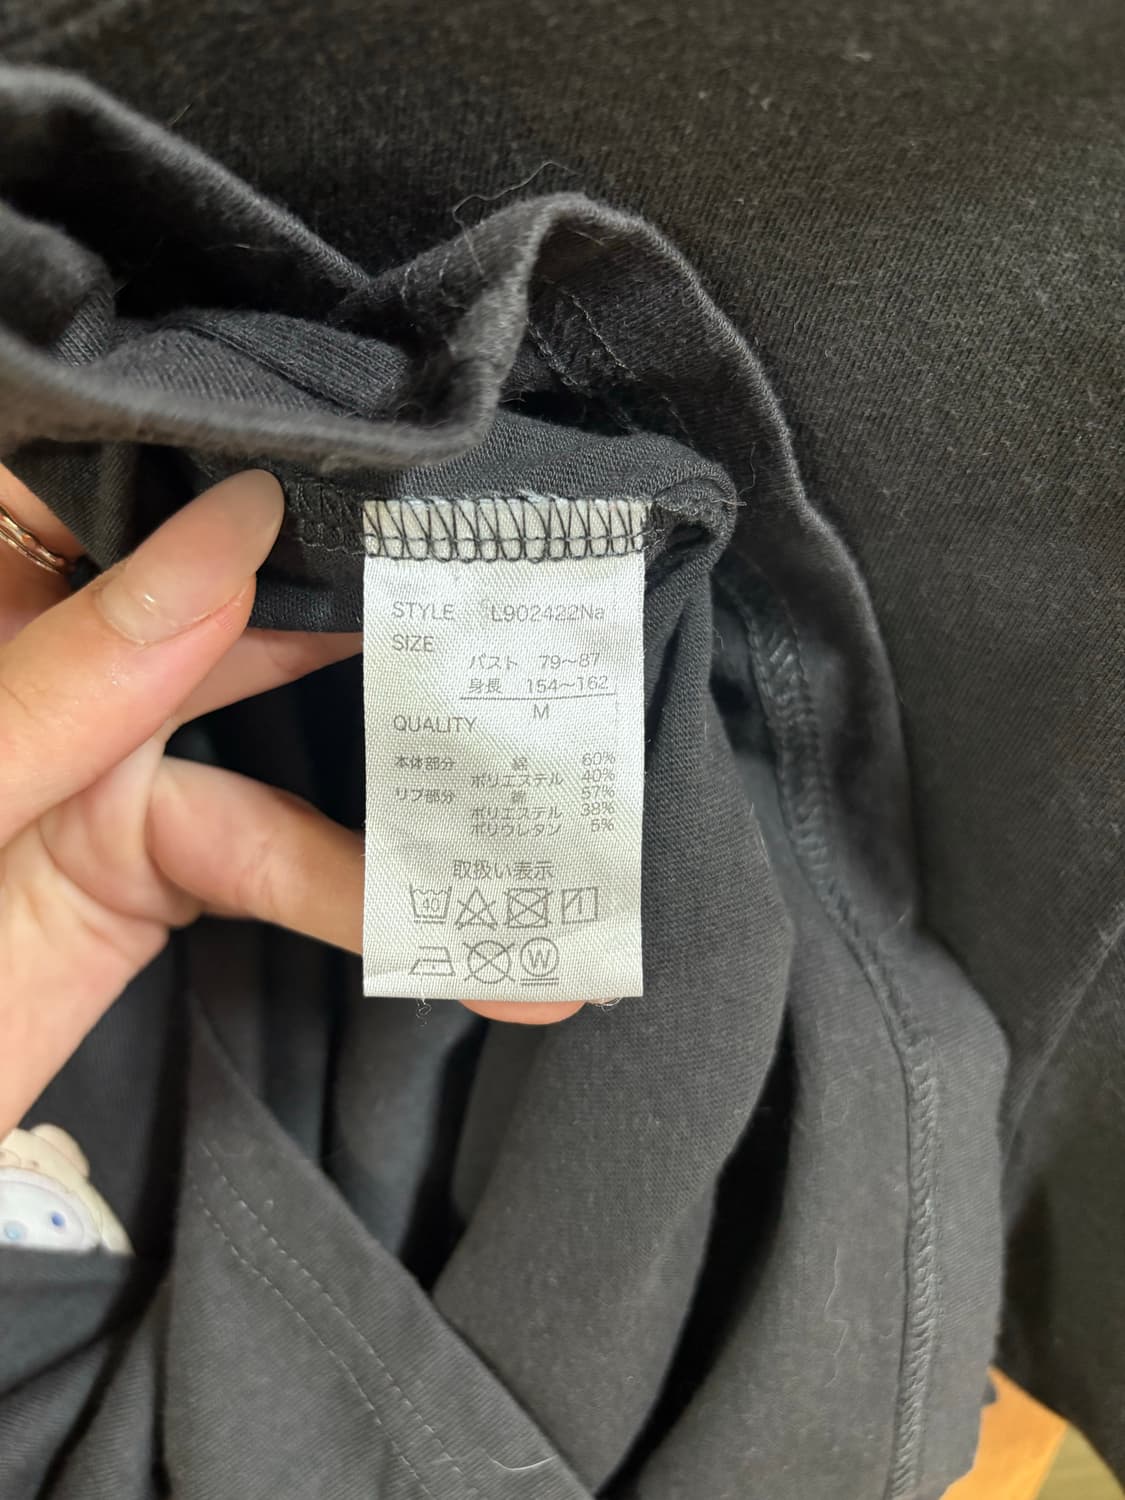 STYLE L902422Na
SIZE
バスト 79～87
身長 154～162
M
QUALITY
本体部分 綿 60%
ポリエステル 40%
リブ部分 綿 57%
ポリエステル 38%
ポリウレタン 5%
取扱い表示
40
W